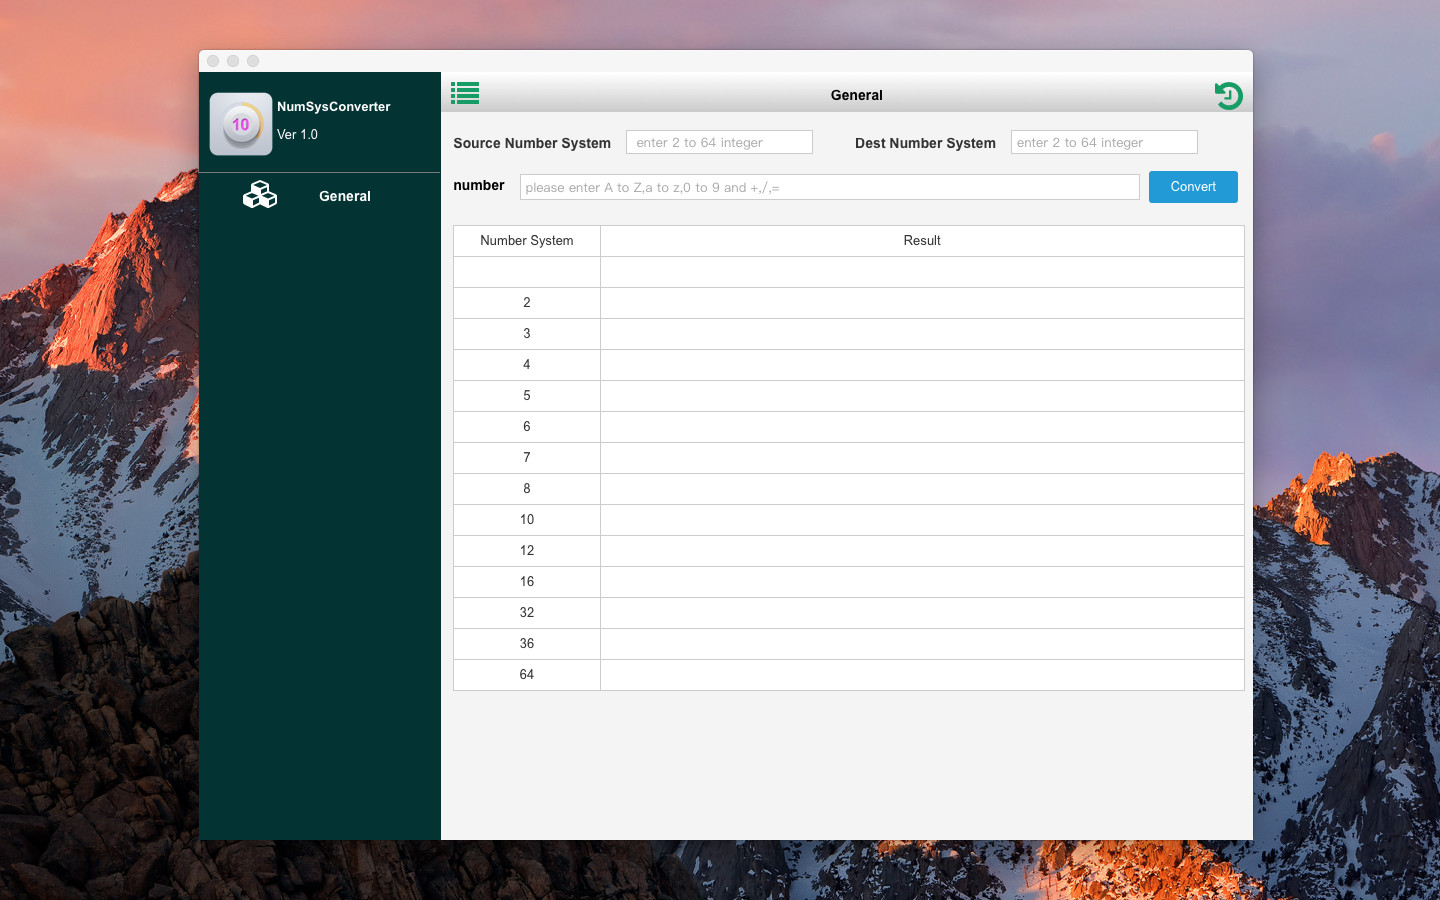 NumSysConverter
10
Ver 1.0
General
General
Source Number System enter 2 to 64 integer Dest Number System enter 2 to 64 integer
number please enter A to Z,a to z,0 to 9 and +,/,= Convert
Number System Result
2
3
4
5
6
7
8
10
12
16
32
36
64